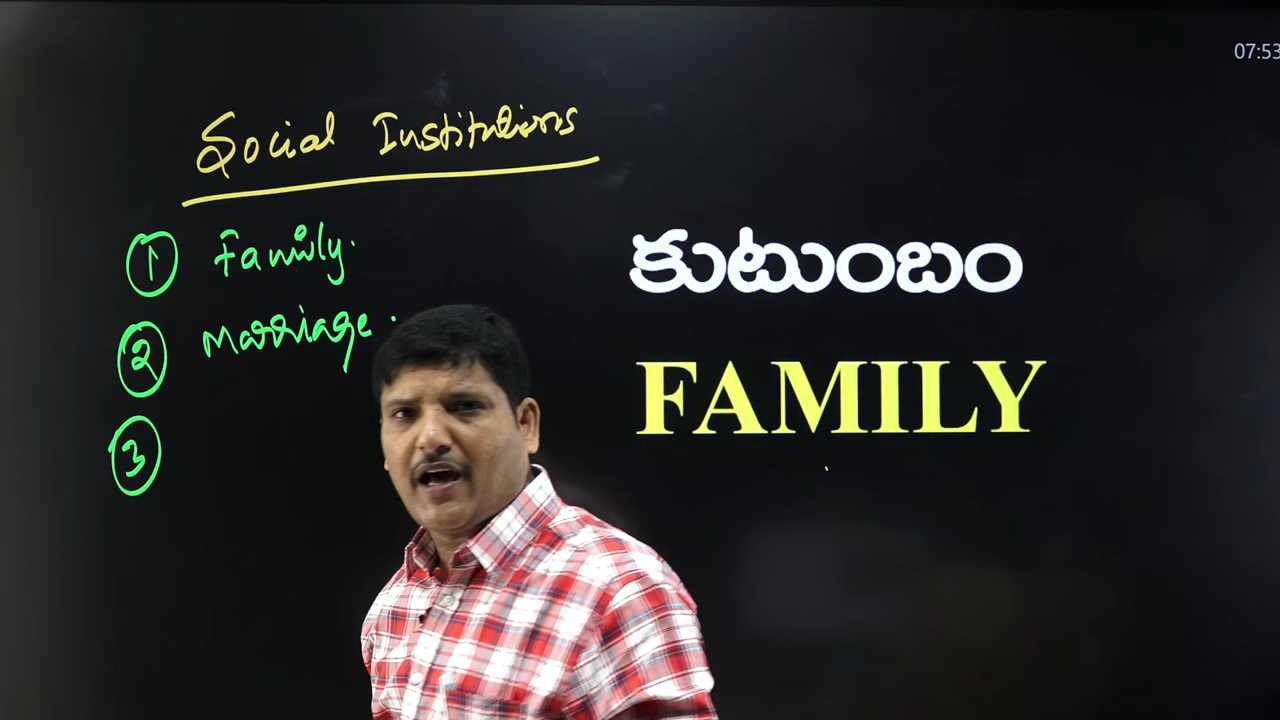 07:53
Social Institutions
① Family.
② Marriage.
③
కుటుంబం
FAMILY